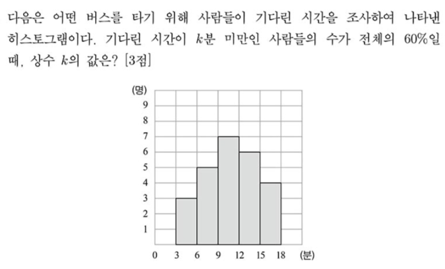 다음은 어떤 버스를 타기 위해 사람들이 기다린 시간을 조사하여 나타낸
히스토그램이다. 기다린 시간이 k분 미만인 사람들의 수가 전체의 60%일
때, 상수 k의 값은? [3점]
(명)
9
8
7
6
5
4
3
2
1
0 3 6 9 12 15 18 (분)